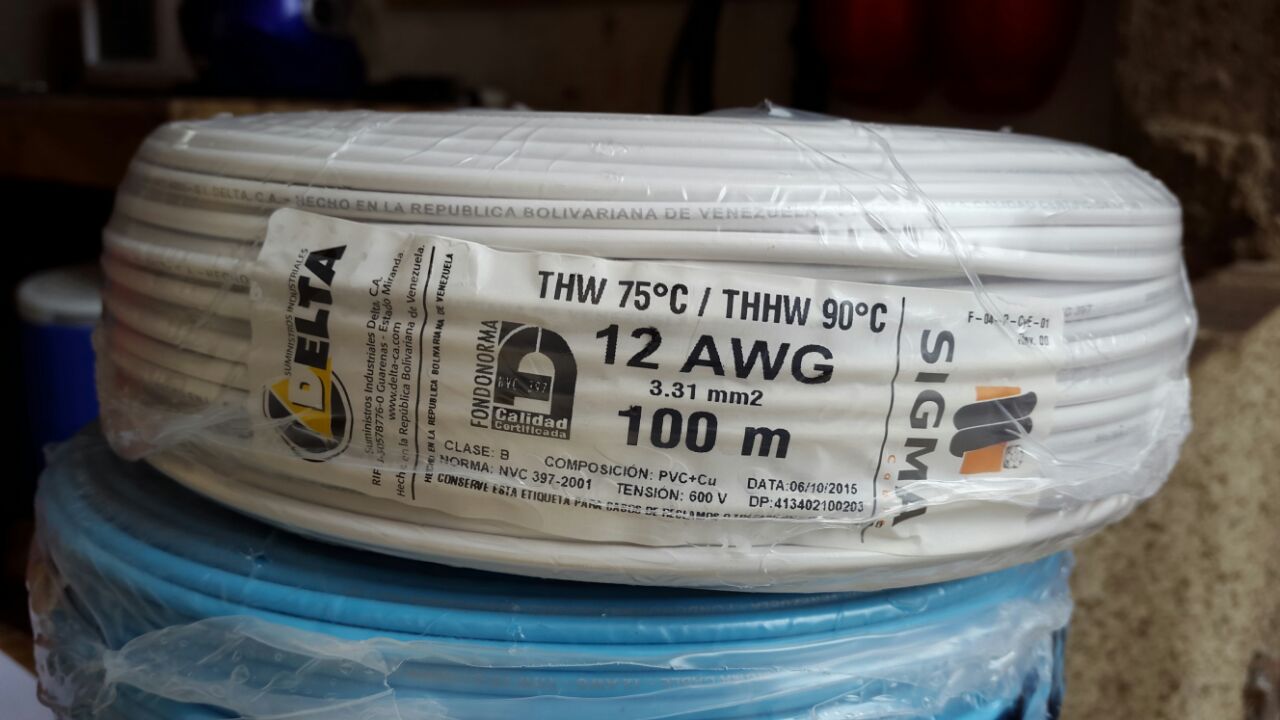 DELTA, C.A. - HECHO EN LA REPUBLICA BOLIVARIANA DE VENEZUELA
SUMINISTROS INDUSTRIALES
DELTA
Suministros Industriales Delta C.A.
Guarenas - Estado Miranda.
www.delta-ca.com
Hecho en la República Bolivariana de Venezuela.
HECHO EN LA REPUBLICA BOLIVARIANA DE VENEZUELA
FONDONORMA
NVC 397
Calidad
Certificada
THW 75°C / THHW 90°C
12 AWG
3.31 mm2
100 m
CLASE: B COMPOSICIÓN: PVC+Cu DATA:06/10/2015
NORMA: NVC 397-2001 TENSIÓN: 600 V DP:413402100203
CONSERVE ESTA ETIQUETA PARA CASOS DE RECLAMOS O
SIGMA